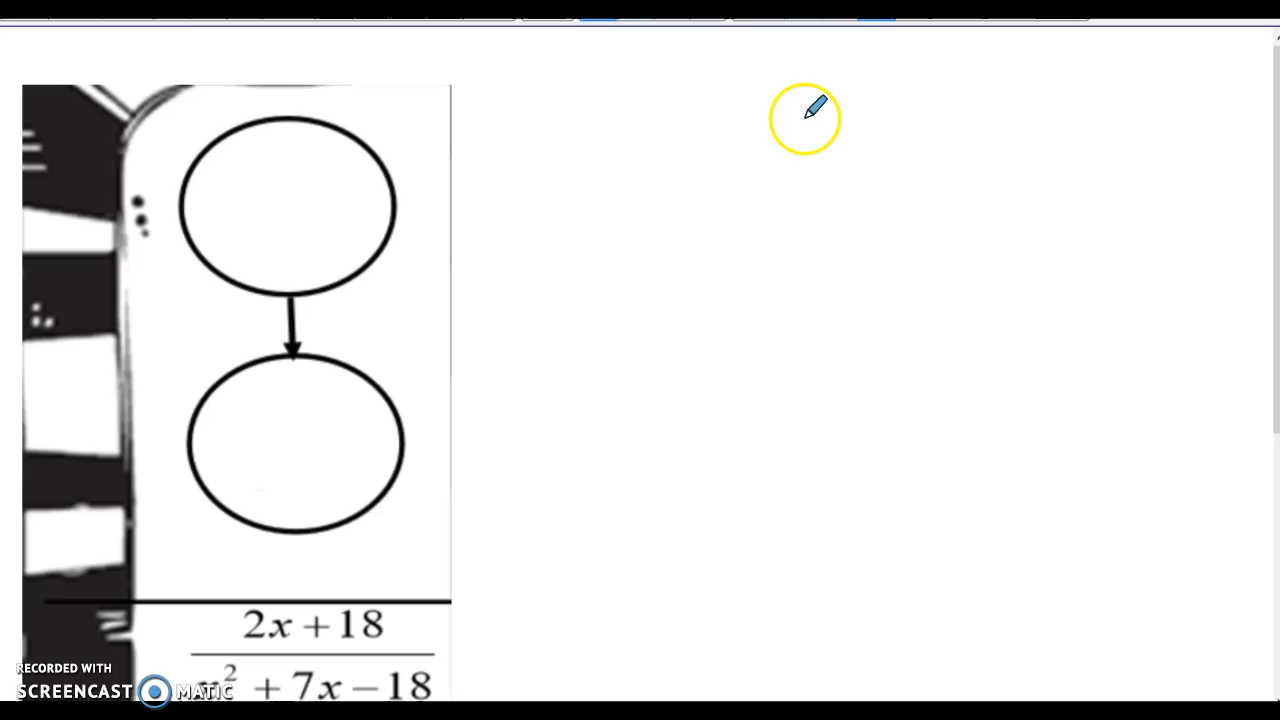 2x + 18
x² + 7x − 18
RECORDED WITH
SCREENCAST MATIC